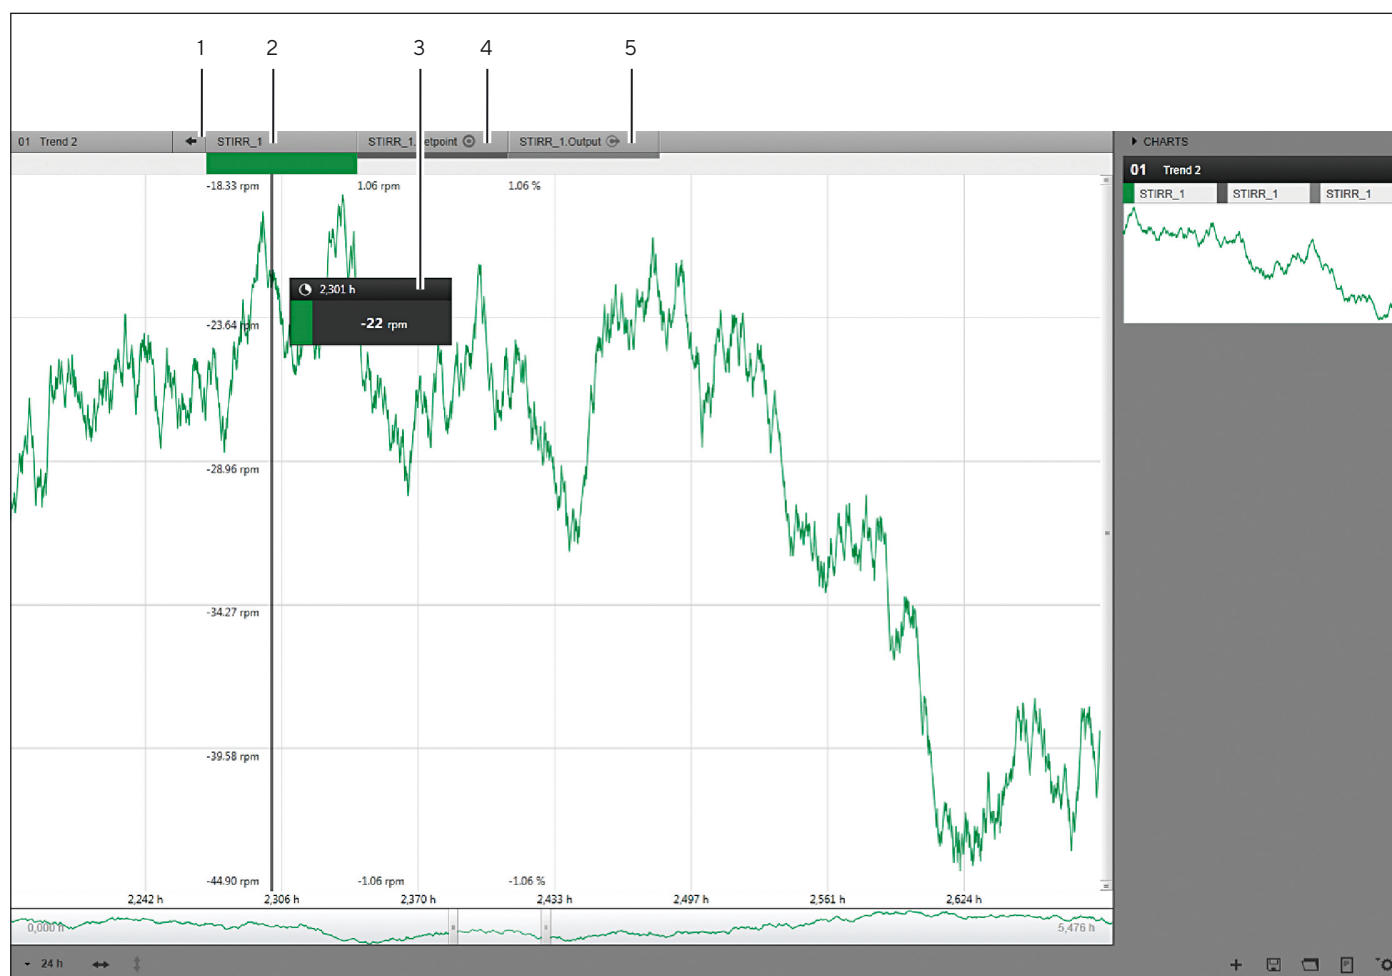 1 2 3 4 5
01 Trend 2
STIRR_1
STIRR_1. etpoint
STIRR_1.Output
CHARTS
01 Trend 2
STIRR_1 STIRR_1 STIRR_1
-18.33 rpm 1.06 rpm 1.06 %
2,301 h
-22 rpm
-23.64 rpm
-28.96 rpm
-34.27 rpm
-39.58 rpm
-44.90 rpm -1.06 rpm -1.06 %
2,242 h 2,306 h 2,370 h 2,433 h 2,497 h 2,551 h 2,624 h
0,000 h 5,476 h
24 h